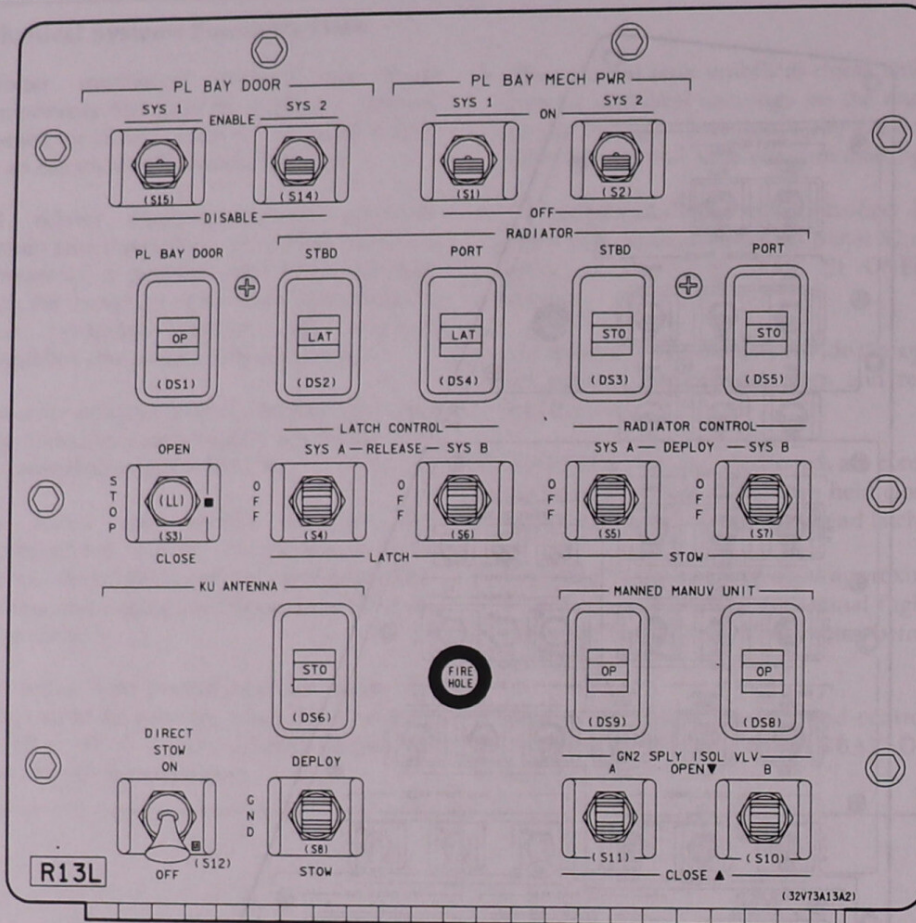 PL BAY DOOR PL BAY MECH PWR
SYS 1 SYS 2 SYS 1 SYS 2
ENABLE ON
(S15) (S14) (S1) (S2)
DISABLE OFF
RADIATOR
PL BAY DOOR STBD PORT STBD PORT
OP LAT LAT STO STO
(DS1) (DS2) (DS4) (DS3) (DS5)
LATCH CONTROL RADIATOR CONTROL
OPEN SYS A RELEASE SYS B SYS A DEPLOY SYS B
STOP (LL) OFF OFF OFF OFF
(S3) (S4) (S6) (S5) (S7)
CLOSE LATCH STOW
KU ANTENNA MANNED MANUV UNIT
STO FIRE HOLE OP OP
(DS6) (DS9) (DS8)
DIRECT STOW ON DEPLOY GN2 SPLY ISOL VLV
A OPEN▼ B
GND
(S12) (S8) (S11) (S10)
OFF STOW CLOSE ▲
R13L (32V73A13A2)